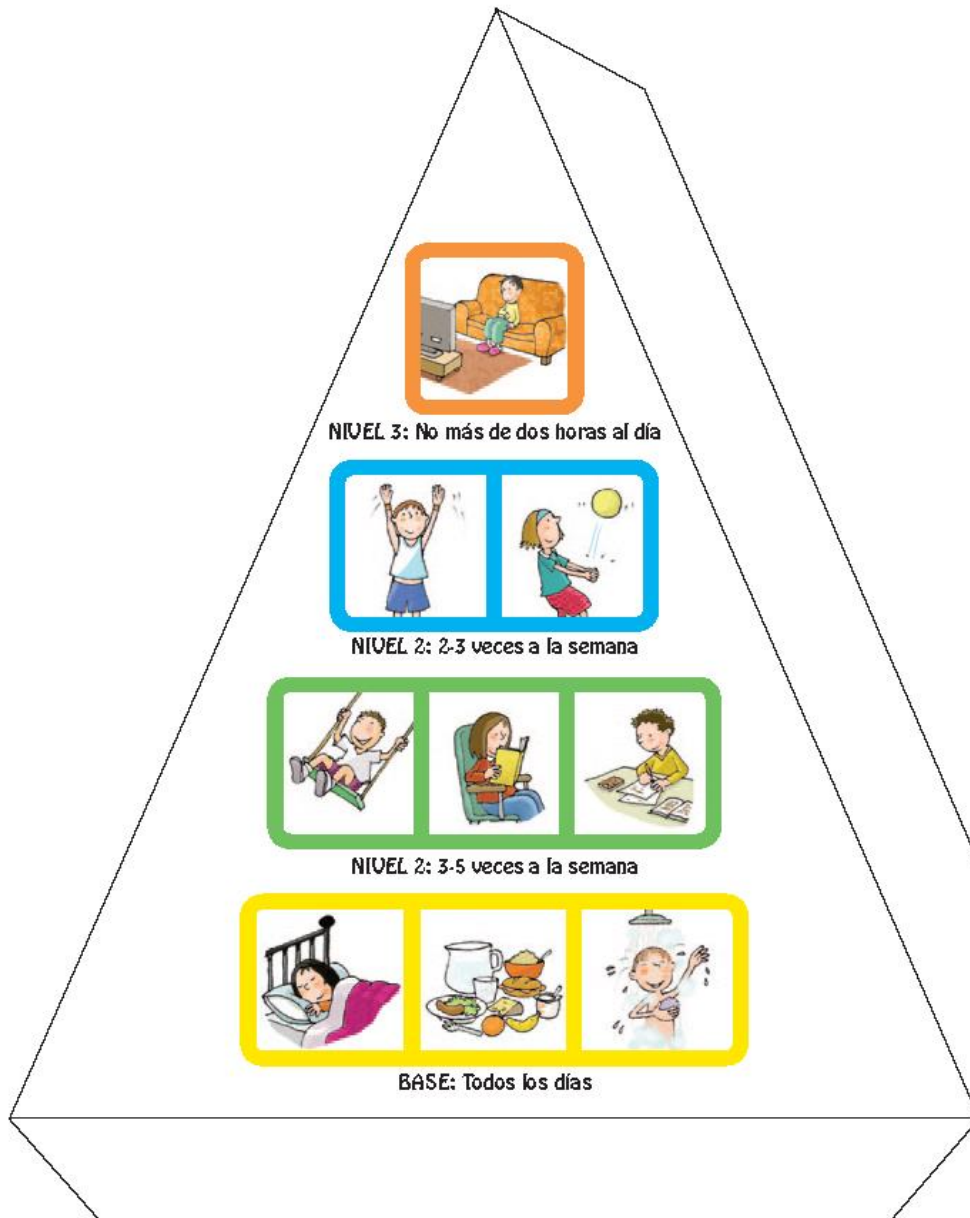 NIVEL 3: No más de dos horas al día
NIVEL 2: 2-3 veces a la semana
NIVEL 2: 3-5 veces a la semana
BASE: Todos los días